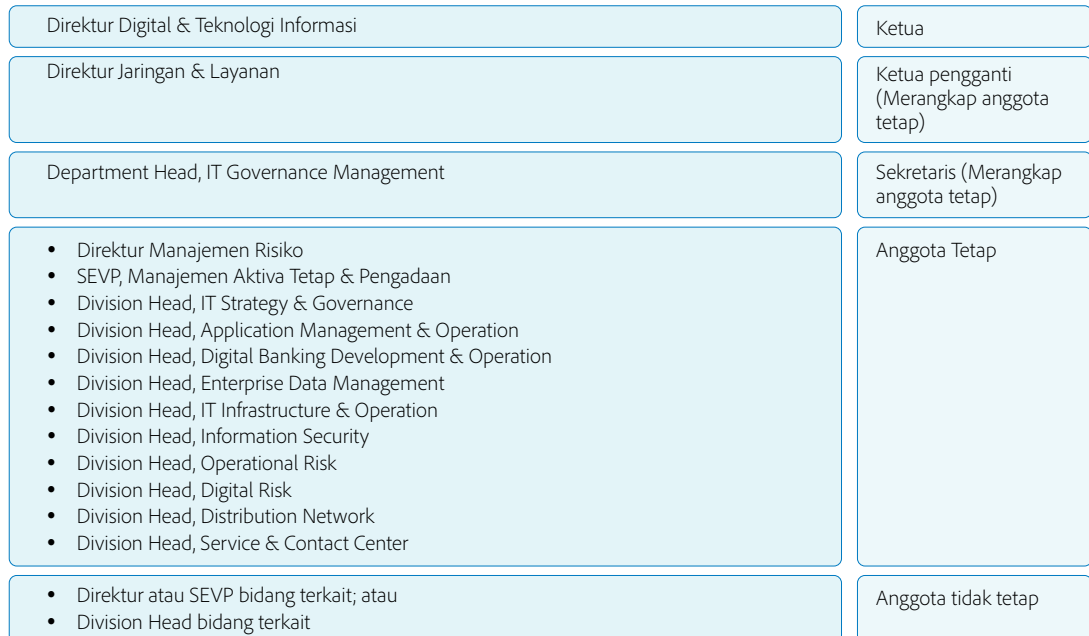 Direktur Digital & Teknologi Informasi
Ketua
Direktur Jaringan & Layanan
Ketua pengganti
(Merangkap anggota
tetap)
Department Head, IT Governance Management
Sekretaris (Merangkap
anggota tetap)
• Direktur Manajemen Risiko
• SEVP, Manajemen Aktiva Tetap & Pengadaan
• Division Head, IT Strategy & Governance
• Division Head, Application Management & Operation
• Division Head, Digital Banking Development & Operation
• Division Head, Enterprise Data Management
• Division Head, IT Infrastructure & Operation
• Division Head, Information Security
• Division Head, Operational Risk
• Division Head, Digital Risk
• Division Head, Distribution Network
• Division Head, Service & Contact Center
Anggota Tetap
• Direktur atau SEVP bidang terkait; atau
• Division Head bidang terkait
Anggota tidak tetap